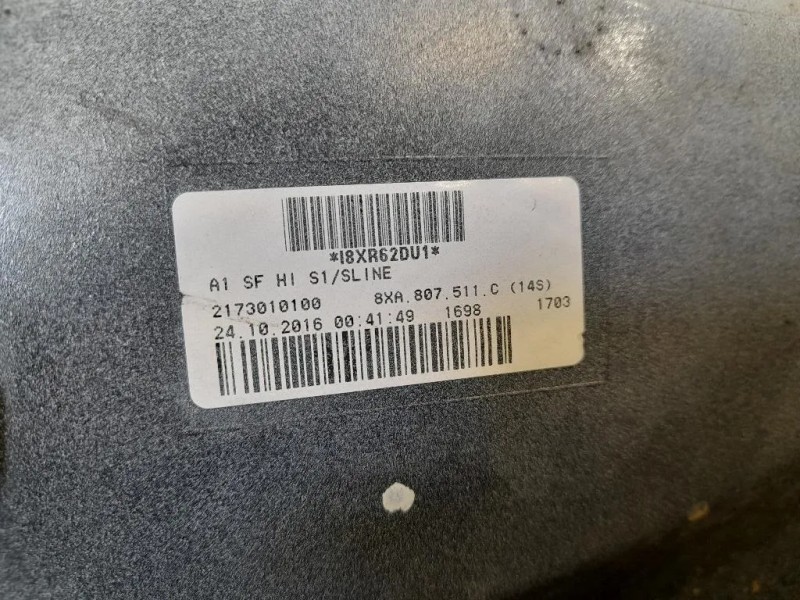 *I8XR62DU1*
A1 SF HI S1/SLINE
2173010100 8XA.807.511.C (14S)
24.10.2016 00:41:49 1698 1703